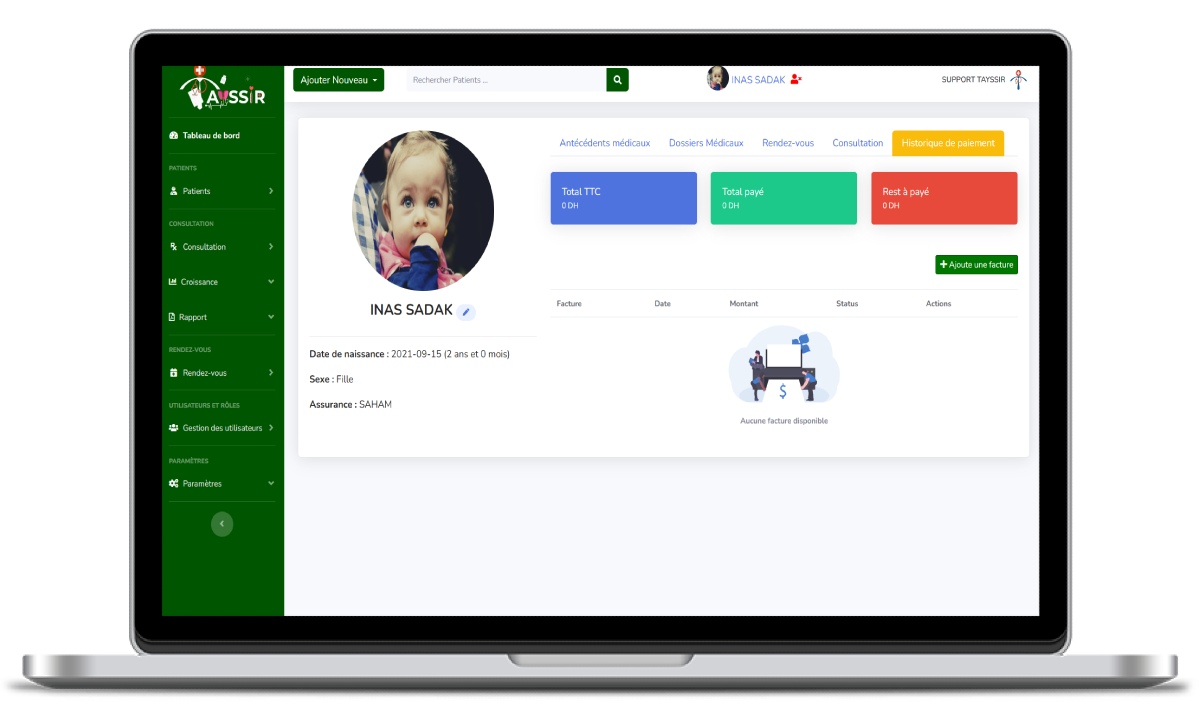 AYSSIR
Ajouter Nouveau
Rechercher Patients ...
INAS SADAK
SUPPORT TAYSSIR
Tableau de bord
PATIENTS
Patients
CONSULTATION
Consultation
Croissance
Rapport
RENDEZ-VOUS
Rendez-vous
UTILISATEURS ET RÔLES
Gestion des utilisateurs
PARAMÈTRES
Paramètres
INAS SADAK
Date de naissance : 2021-09-15 (2 ans et 0 mois)
Sexe : Fille
Assurance : SAHAM
Antécédents médicaux Dossiers Médicaux Rendez-vous Consultation Historique de paiement
Total TTC
0 DH
Total payé
0 DH
Rest à payé
0 DH
Ajoute une facture
Facture Date Montant Status Actions
$
Aucune facture disponible